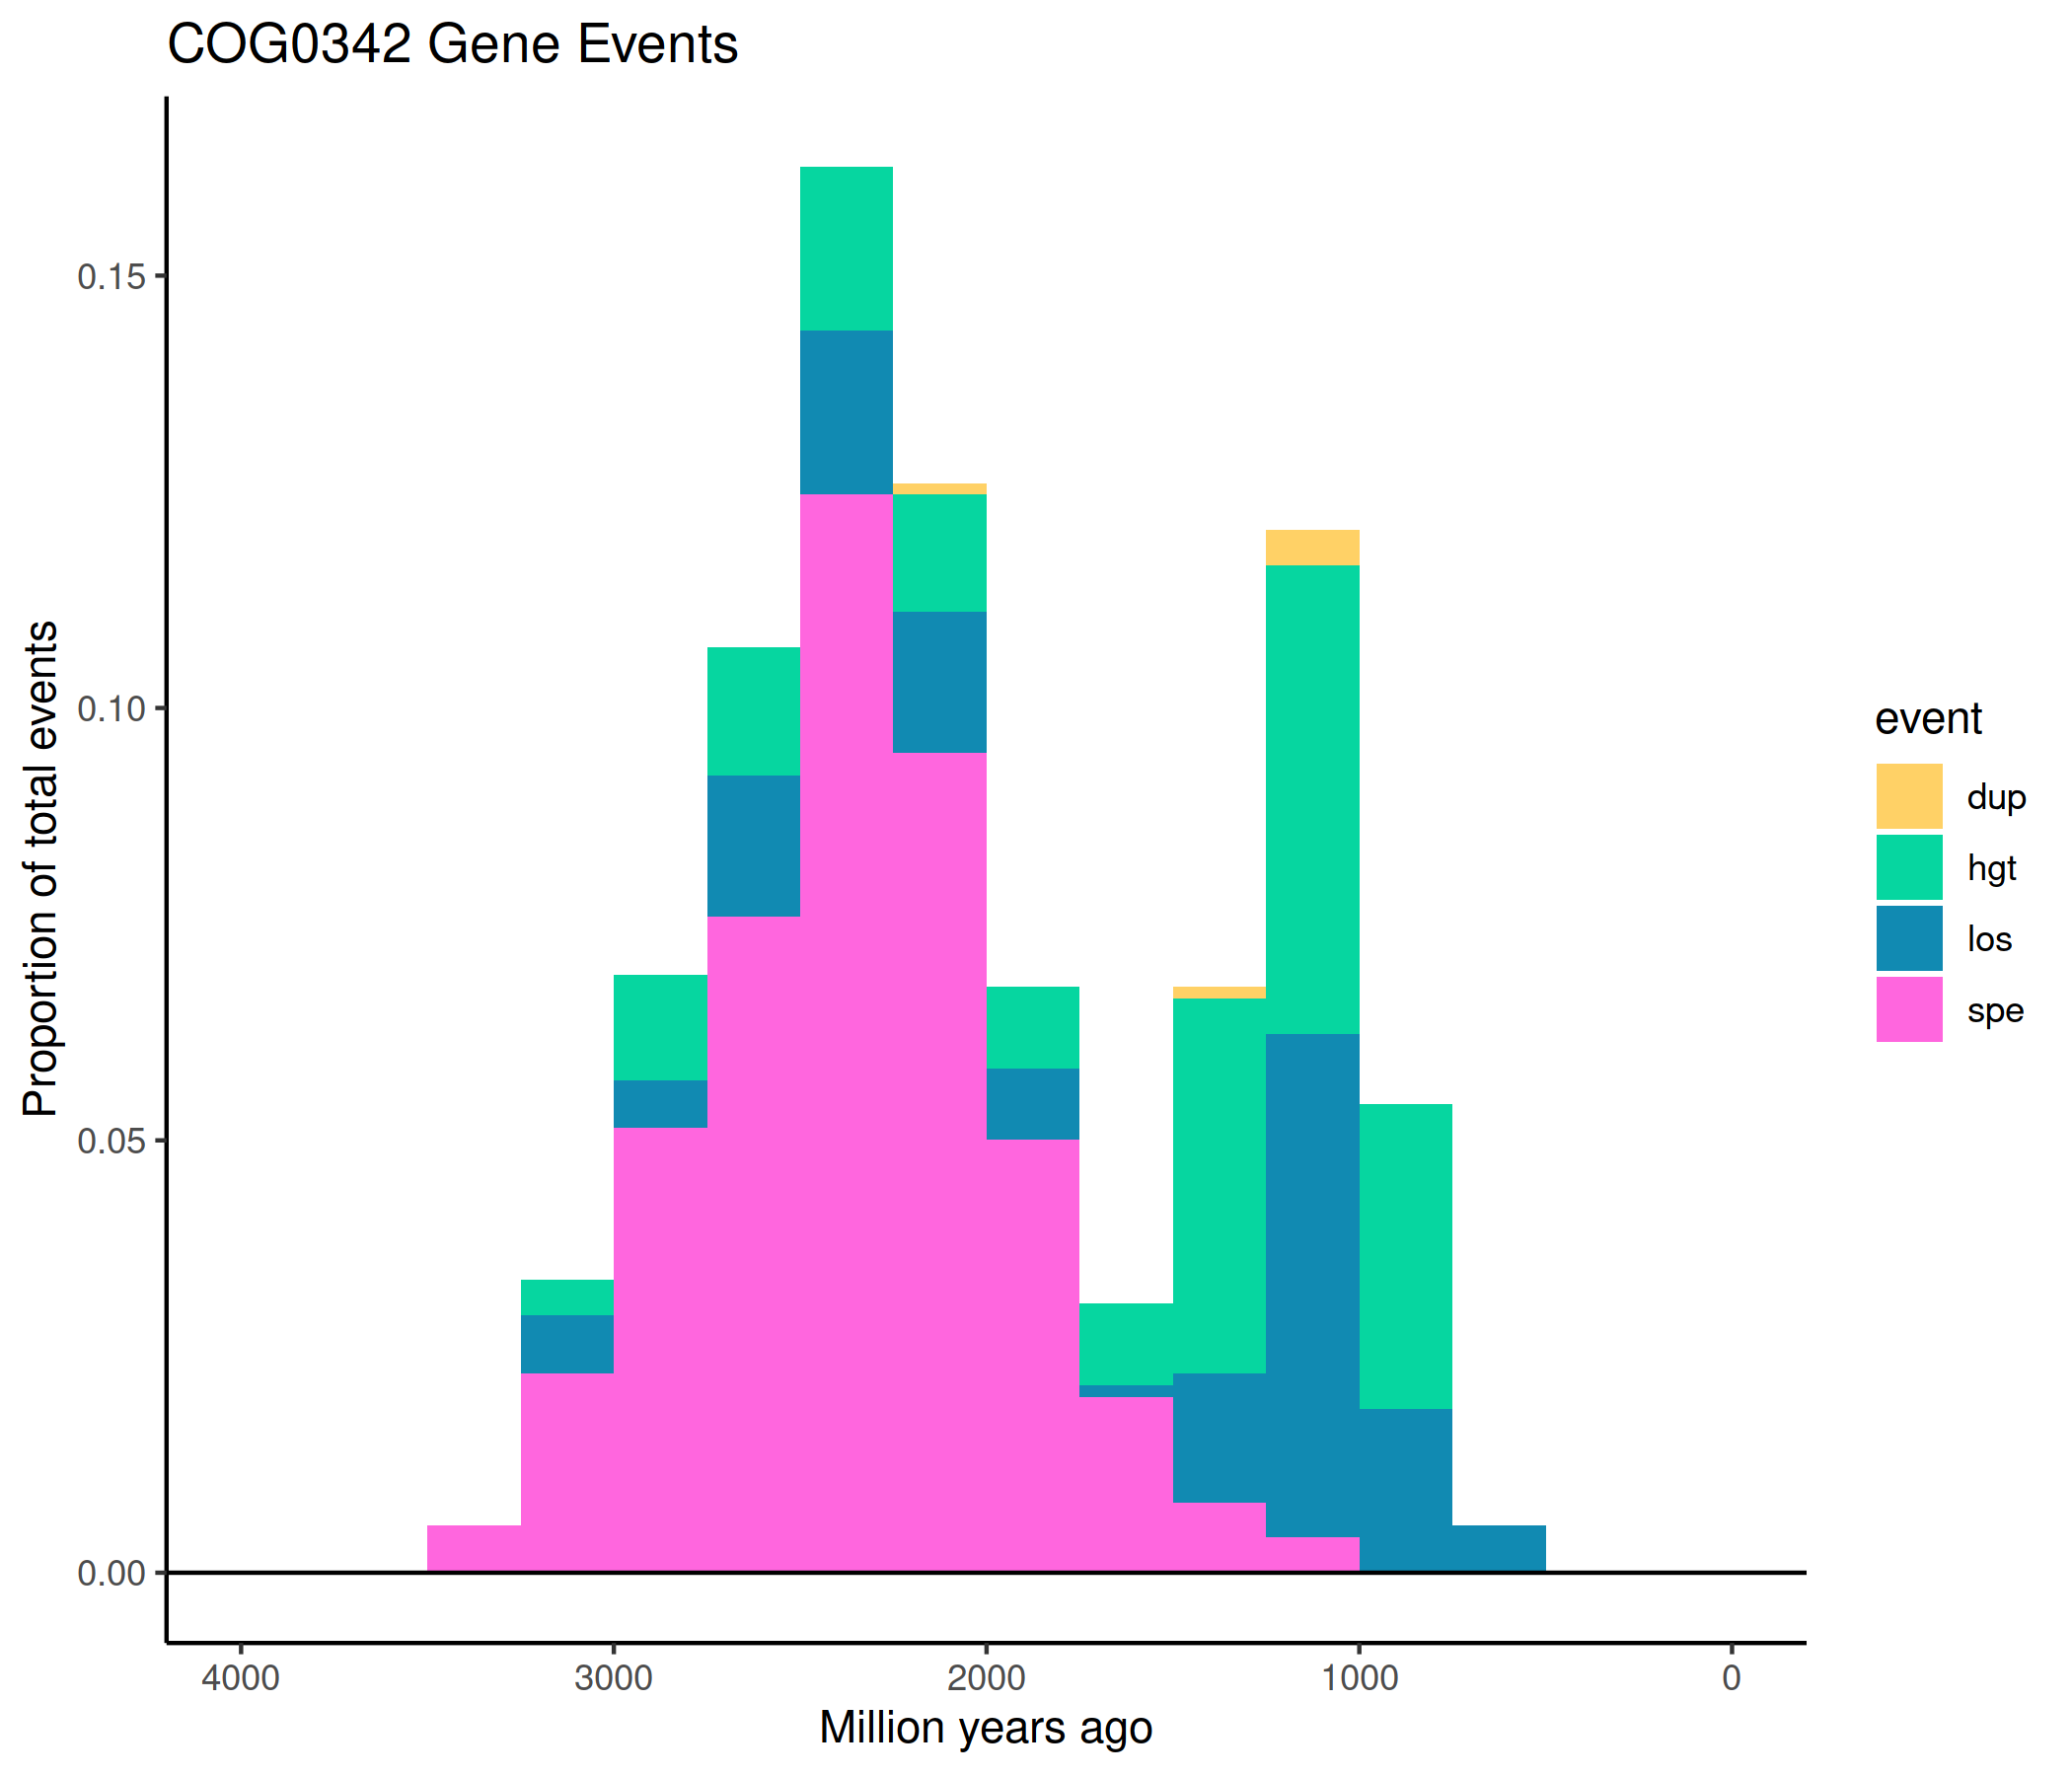 COG0342 Gene Events
Proportion of total events
0.15
0.10
0.05
0.00
4000 3000 2000 1000 0
Million years ago
event
dup
hgt
los
spe